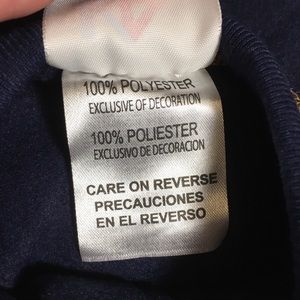 100% POLYESTER
EXCLUSIVE OF DECORATION
100% POLIESTER
EXCLUSIVO DE DECORACION
CARE ON REVERSE
PRECAUCIONES
EN EL REVERSO